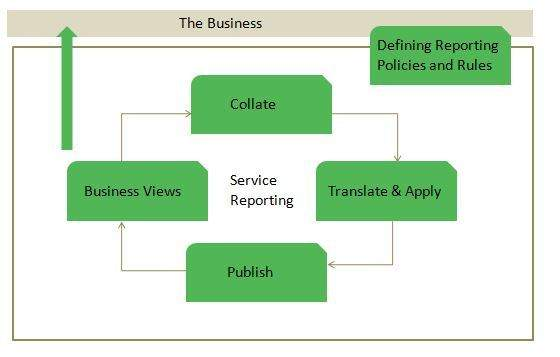 The Business
Defining Reporting
Policies and Rules
Collate
Business Views
Service
Reporting
Translate & Apply
Publish